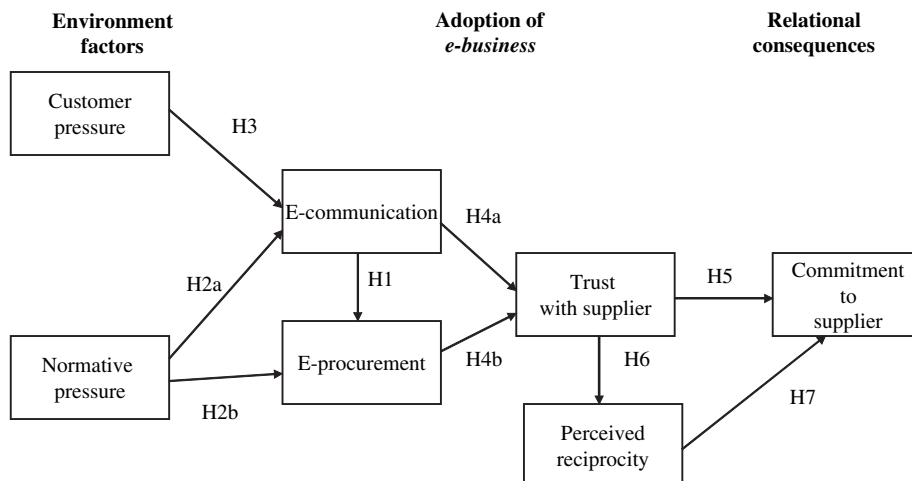 Environment
factors
Adoption of
e-business
Relational
consequences
Customer
pressure
H3
E-communication
H4a
H2a
H1
Trust
with supplier
H5
Commitment
to
supplier
Normative
pressure
H2b
E-procurement
H4b
H6
H7
Perceived
reciprocity